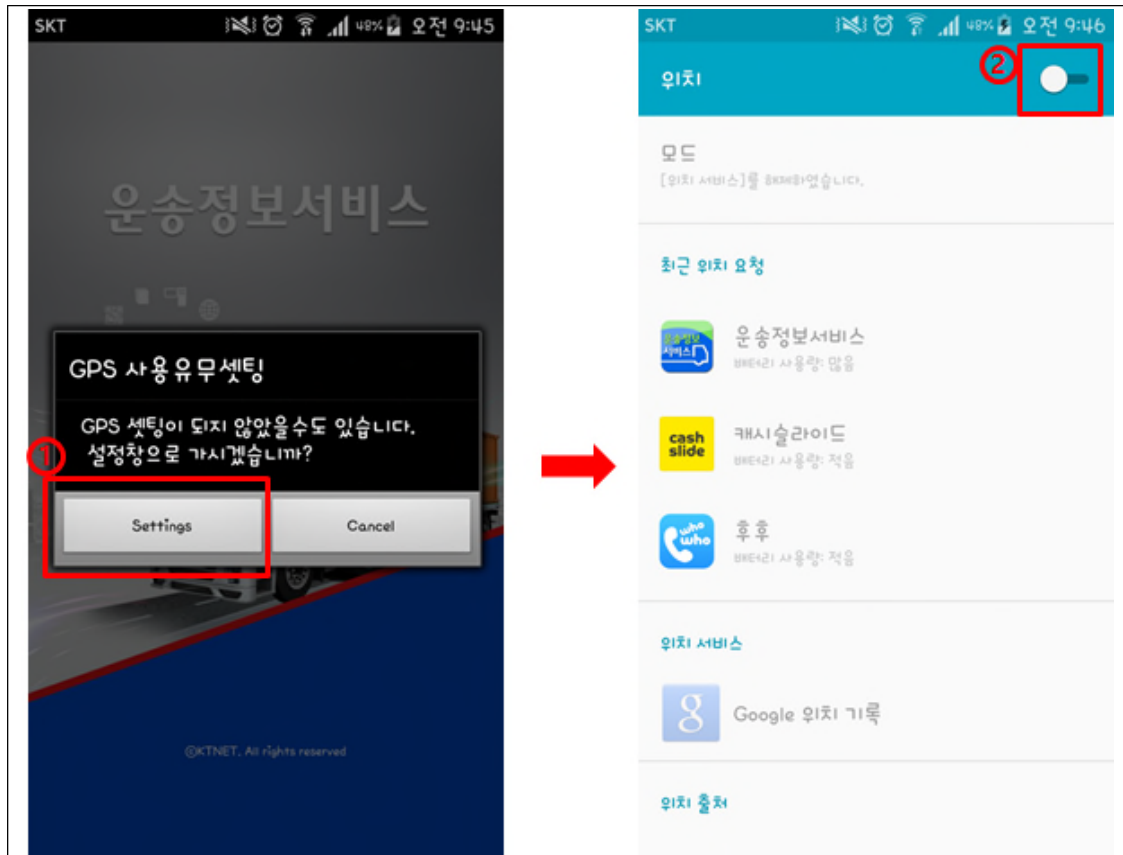 SKT 48% 오전 9:45
운송정보서비스
GPS 사용유무셋팅
GPS 셋팅이 되지 않았을수도 있습니다.
설정창으로 가시겠습니까?
①
Settings
Cancel
©KTNET, All rights reserved
SKT 48% 오전 9:46
위치
②
모드
[위치 서비스]를 해제하였습니다.
최근 위치 요청
운송정보
서비스
운송정보서비스
배터리 사용량: 많음
cash
slide
캐시슬라이드
배터리 사용량: 적음
who
who
후후
배터리 사용량: 적음
위치 서비스
g
Google 위치 기록
위치 출처